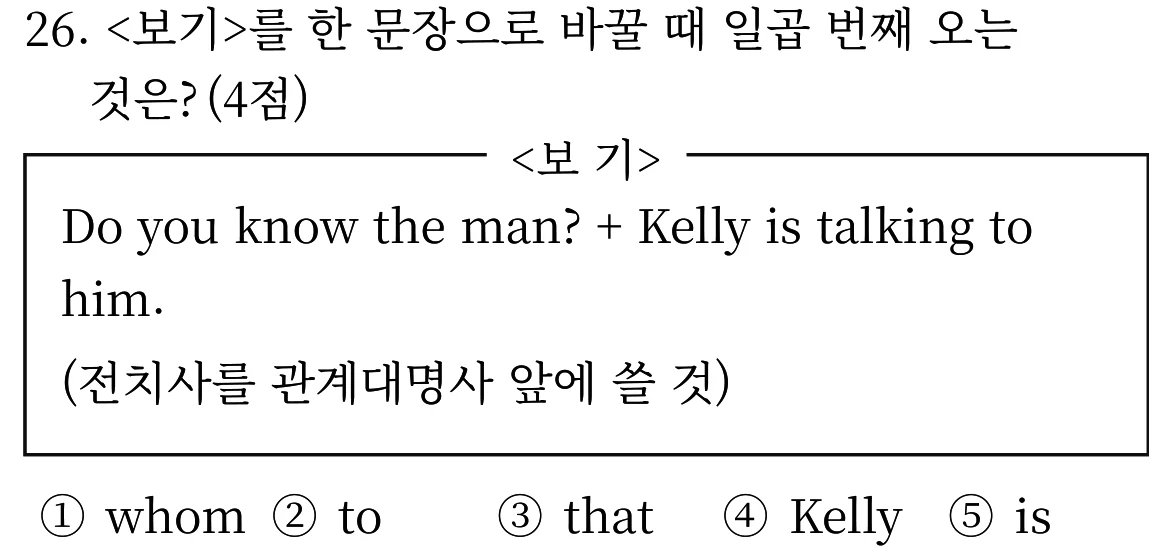 26. <보기>를 한 문장으로 바꿀 때 일곱 번째 오는
것은? (4점)
<보 기>
Do you know the man? + Kelly is talking to
him.
(전치사를 관계대명사 앞에 쓸 것)
① whom ② to ③ that ④ Kelly ⑤ is